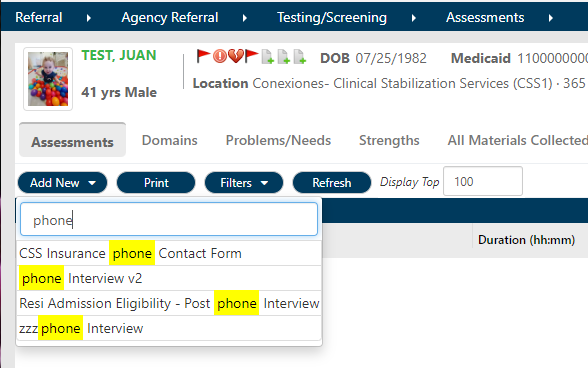 Referral Agency Referral Testing/Screening Assessments
TEST, JUAN DOB 07/25/1982 Medicaid 1100000000
41 yrs Male Location Conexiones- Clinical Stabilization Services (CSS1) · 365
Assessments Domains Problems/Needs Strengths All Materials Collected
Add New Print Filters Refresh Display Top 100
phone
Duration (hh:mm)
CSS Insurance phone Contact Form
phone Interview v2
Resi Admission Eligibility - Post phone Interview
zzzphone Interview